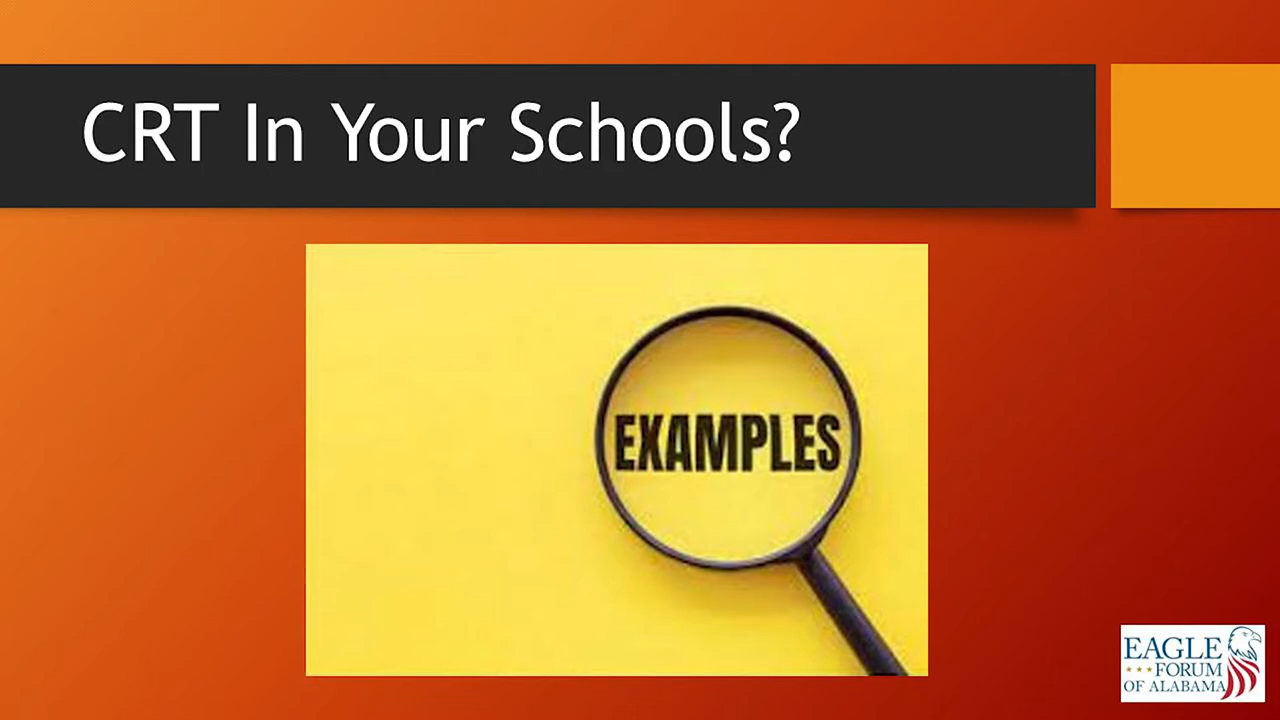 CRT In Your Schools?
EXAMPLES
EAGLE
FORUM
OF ALABAMA